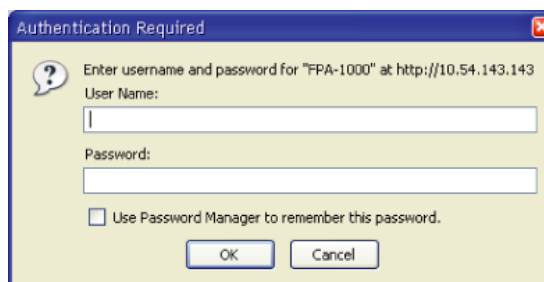 Authentication Required
Enter username and password for "FPA-1000" at http://10.54.143.143
User Name:
Password:
Use Password Manager to remember this password.
OK
Cancel